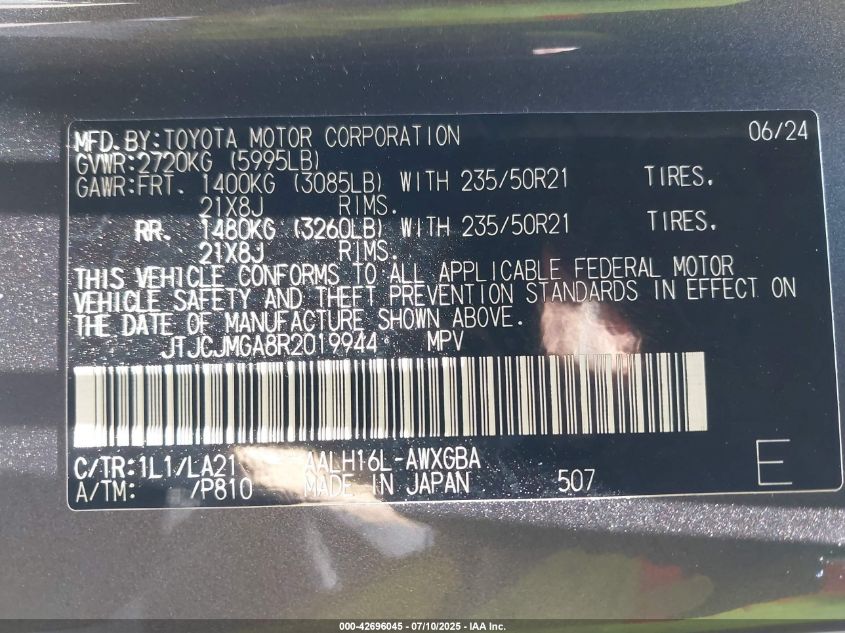 MFD. BY: TOYOTA MOTOR CORPORATION 06/24
GVWR: 2720KG (5995LB)
GAWR: FRT. 1400KG (3085LB) WITH 235/50R21 TIRES.
21X8J RIMS.
RR. 1480KG (3260LB) WITH 235/50R21 TIRES.
21X8J RIMS.
THIS VEHICLE CONFORMS TO ALL APPLICABLE FEDERAL MOTOR
VEHICLE SAFETY AND THEFT PREVENTION STANDARDS IN EFFECT ON
THE DATE OF MANUFACTURE SHOWN ABOVE.
JTJCJMGA8R2019944 MPV
C/TR: 1L1/LA21 AALH16L-AWXGBA E
A/TM: /P810 MADE IN JAPAN 507
000-42696045 - 07/10/2025 - IAA Inc.